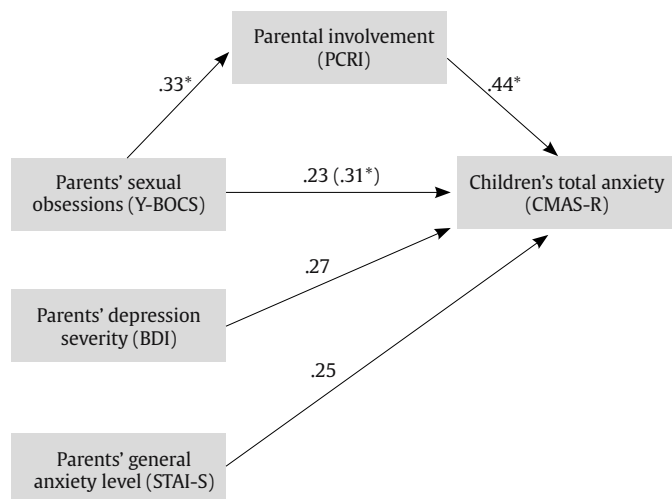 Parental involvement
(PCRI)
.33*
.44*
Parents’ sexual
obsessions (Y-BOCS)
.23 (.31*)
Children’s total anxiety
(CMAS-R)
.27
Parents’ depression
severity (BDI)
.25
Parents’ general
anxiety level (STAI-S)